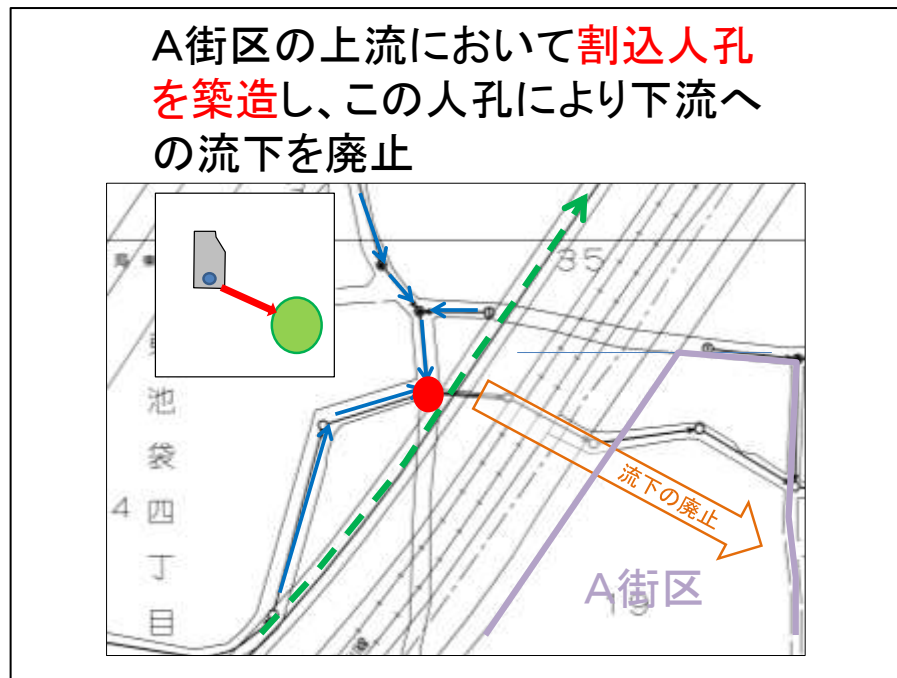 A街区の上流において割込人孔
を築造し、この人孔により下流へ
の流下を廃止
35
池
袋
四
丁
目
4
流下の廃止
A街区
19